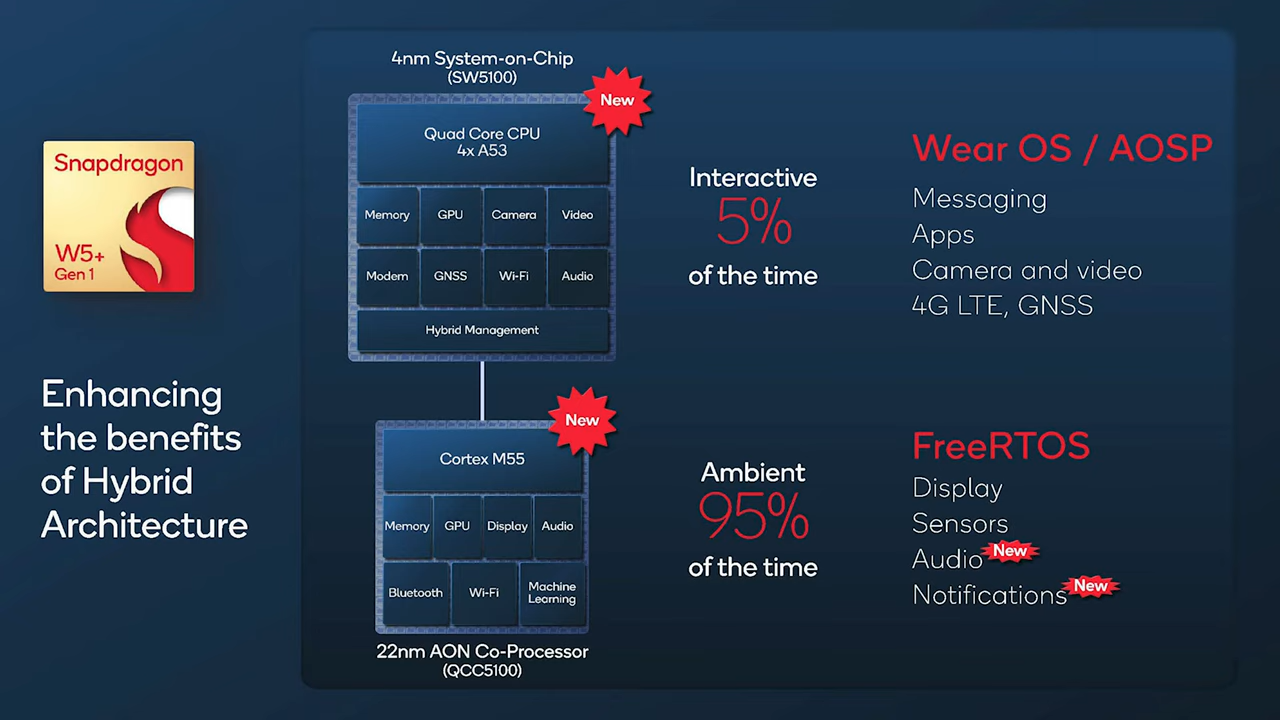 Snapdragon
W5+
Gen 1
Enhancing
the benefits
of Hybrid
Architecture
4nm System-on-Chip
(SW5100)
New
Quad Core CPU
4x A53
Memory GPU Camera Video
Modem GNSS Wi-Fi Audio
Hybrid Management
Interactive
5%
of the time
Wear OS / AOSP
Messaging
Apps
Camera and video
4G LTE, GNSS
New
Cortex M55
Memory GPU Display Audio
Bluetooth Wi-Fi Machine
Learning
22nm AON Co-Processor
(QCC5100)
Ambient
95%
of the time
FreeRTOS
Display
Sensors
Audio New
Notifications New